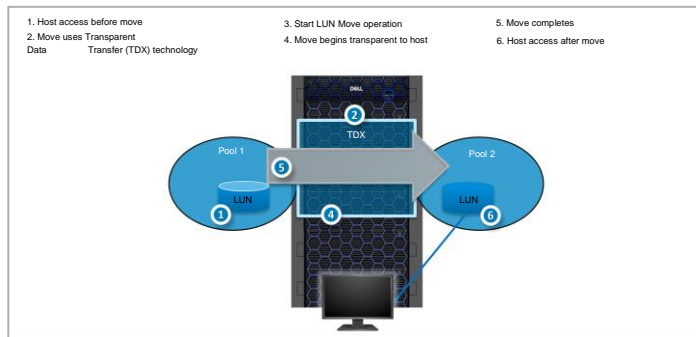 1. Host access before move
2. Move uses Transparent
Data Transfer (TDX) technology
3. Start LUN Move operation
4. Move begins transparent to host
5. Move completes
6. Host access after move
DELL
2
TDX
Pool 1
Pool 2
5
LUN
LUN
1
4
6